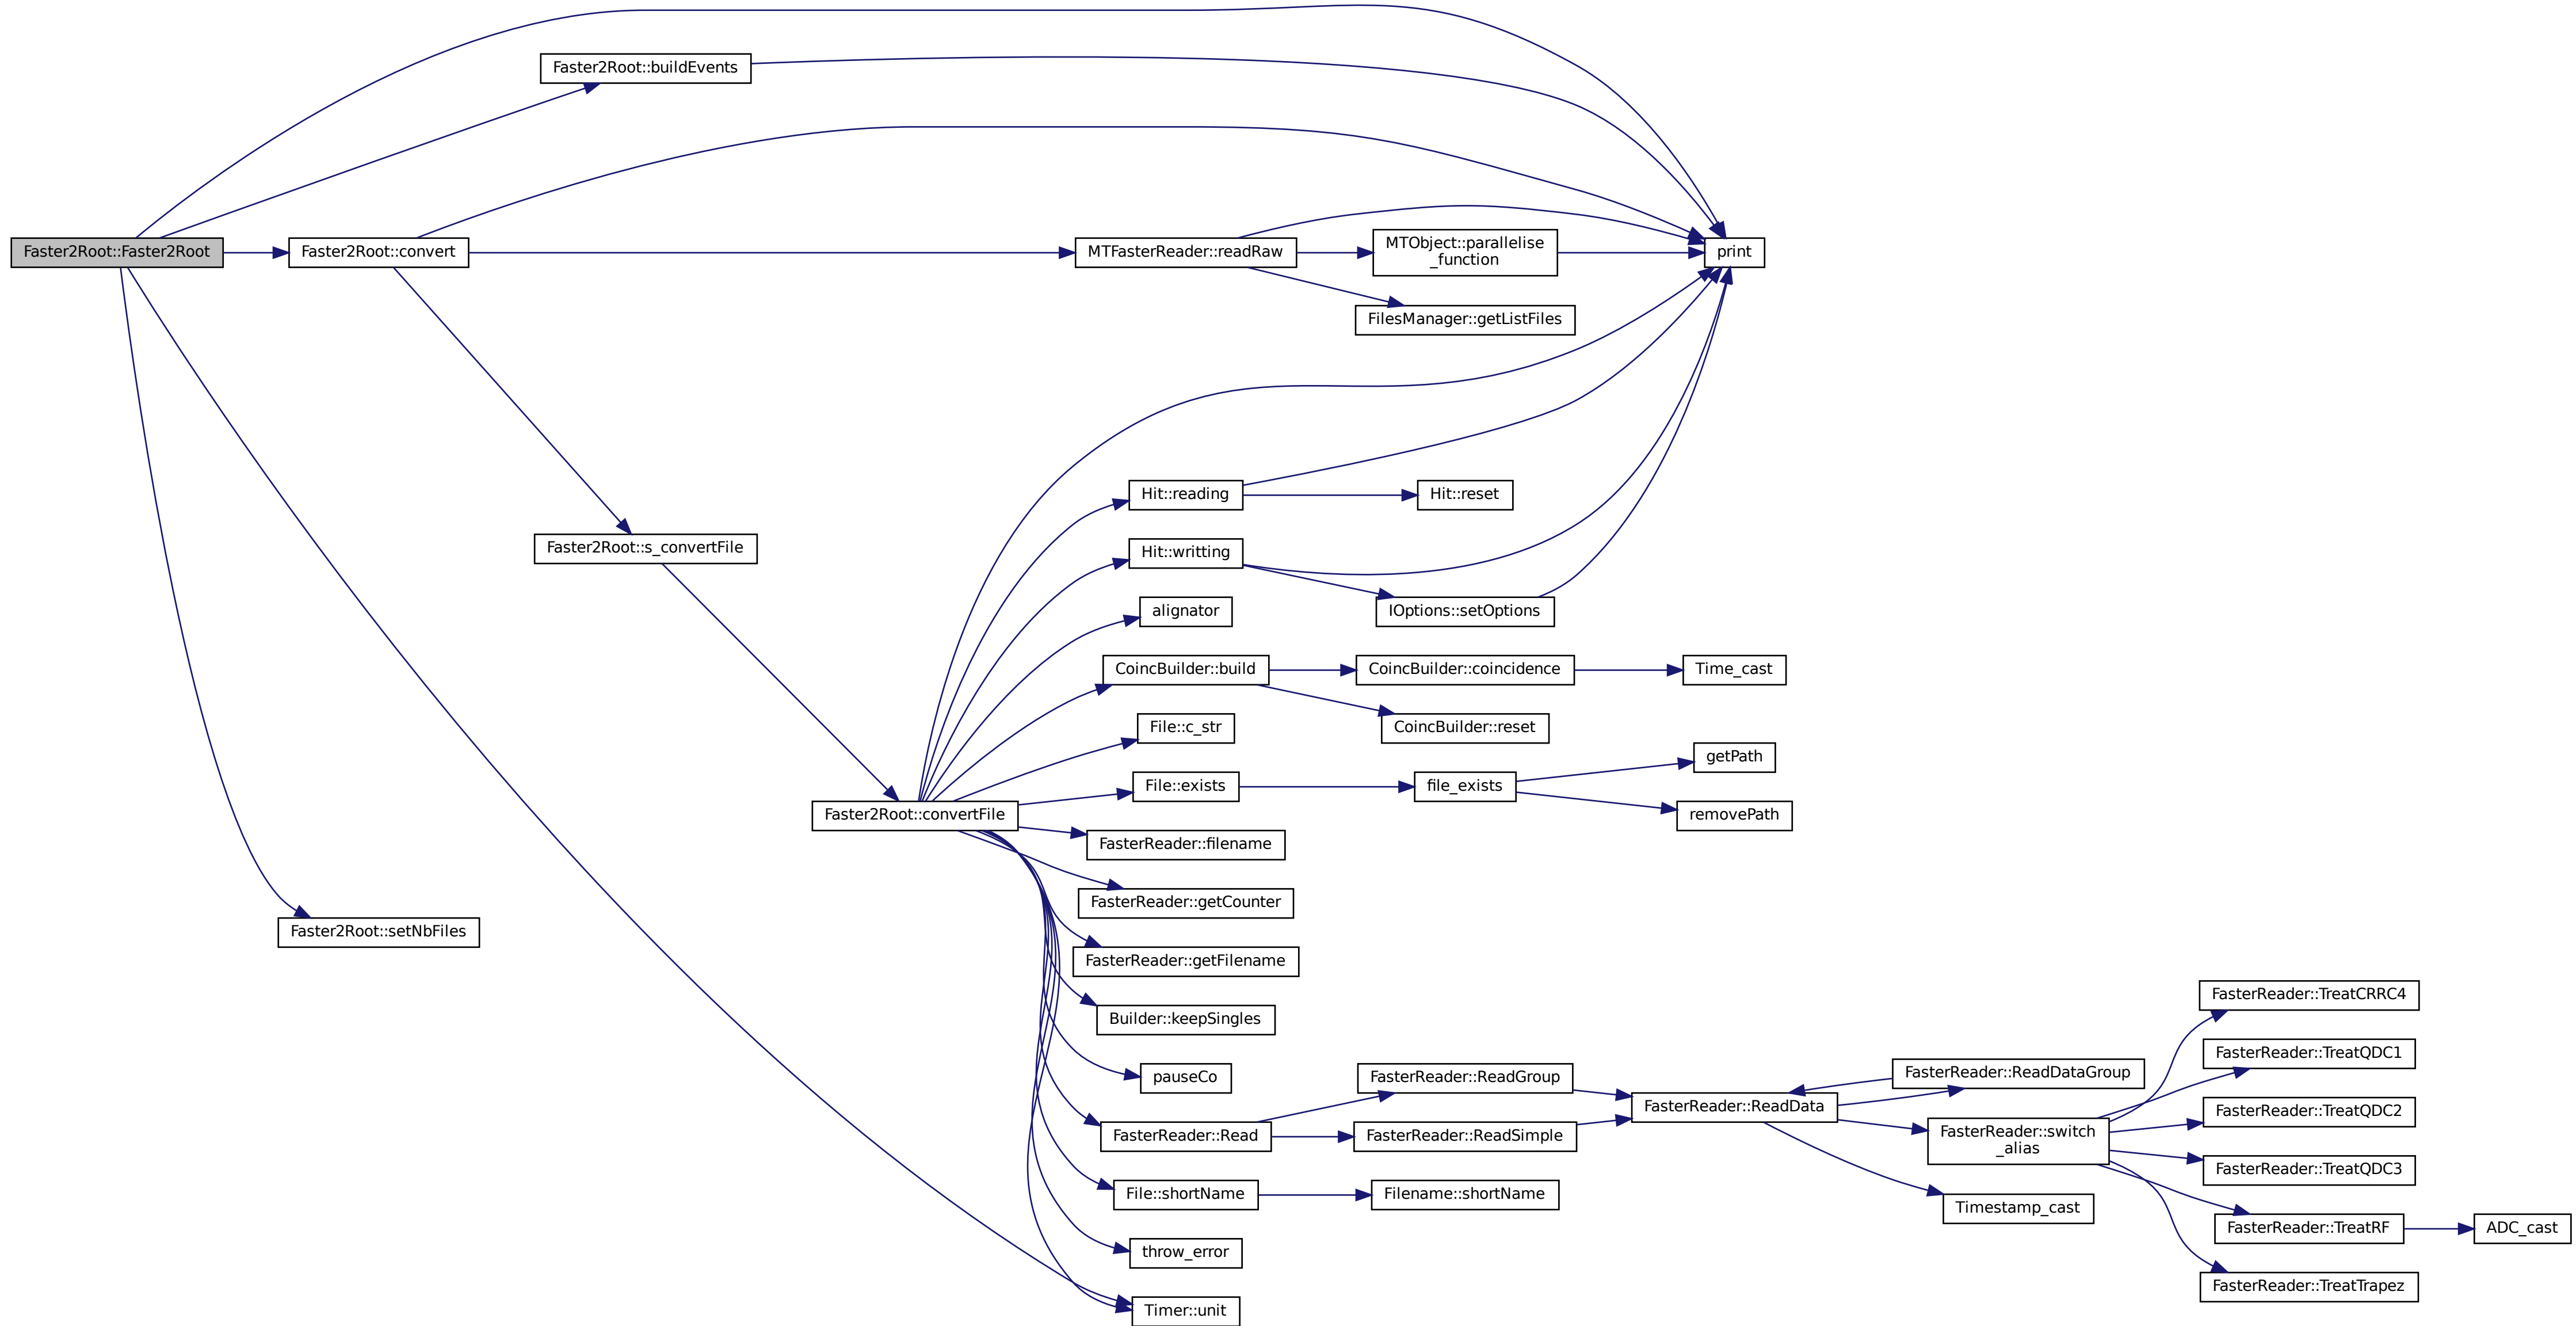 Faster2Root::buildEvents
Faster2Root::Faster2Root
Faster2Root::convert
MTFasterReader::readRaw
MTObject::parallelise
_function
print
FilesManager::getListFiles
Hit::reading
Hit::reset
Faster2Root::s_convertFile
Hit::writting
alignator
IOptions::setOptions
CoincBuilder::build
CoincBuilder::coincidence
Time_cast
File::c_str
CoincBuilder::reset
getPath
File::exists
file_exists
Faster2Root::convertFile
removePath
FasterReader::filename
FasterReader::getCounter
Faster2Root::setNbFiles
FasterReader::getFilename
FasterReader::TreatCRRC4
Builder::keepSingles
FasterReader::TreatQDC1
pauseCo
FasterReader::ReadGroup
FasterReader::ReadDataGroup
FasterReader::ReadData
FasterReader::TreatQDC2
FasterReader::Read
FasterReader::ReadSimple
FasterReader::switch
_alias
FasterReader::TreatQDC3
File::shortName
Filename::shortName
Timestamp_cast
FasterReader::TreatRF
ADC_cast
throw_error
FasterReader::TreatTrapez
Timer::unit